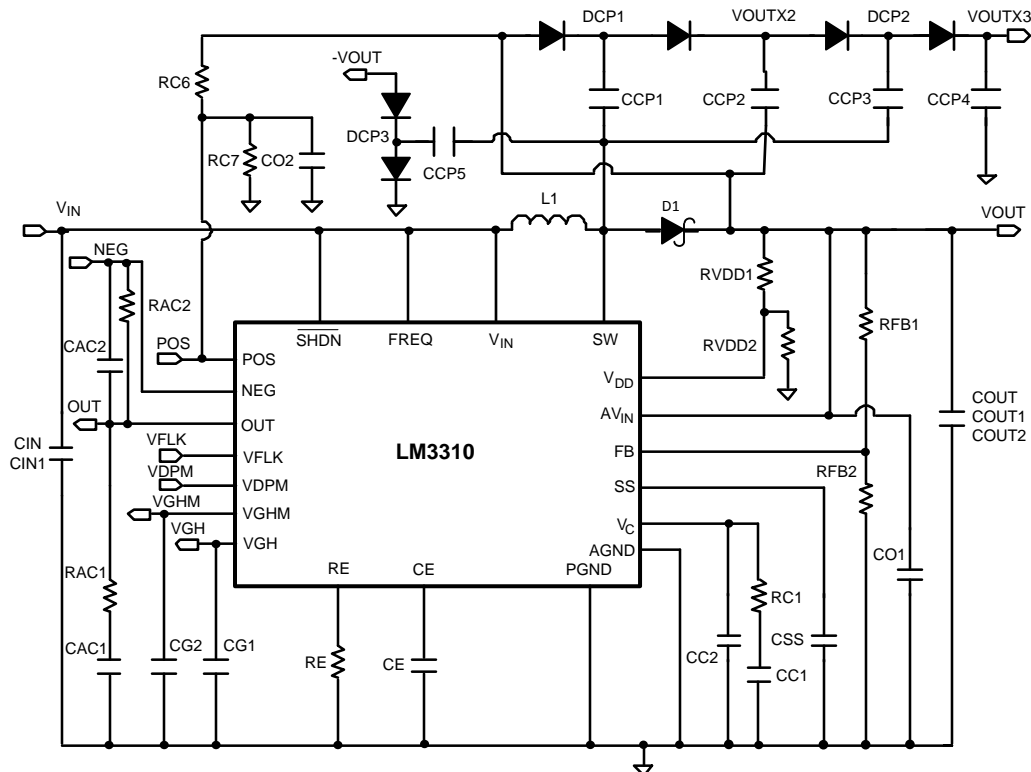 DCP1
VOUTX2
DCP2
VOUTX3
-VOUT
RC6
DCP3
CCP1
CCP2
CCP3
CCP4
RC7
CO2
CCP5
L1
D1
VIN
VOUT
NEG
RAC2
RVDD1
RFB1
CAC2
POS
SHDN
FREQ
VIN
SW
RVDD2
POS
VDD
NEG
AVIN
OUT
OUT
COUT
COUT1
COUT2
CIN
CIN1
VFLK
VFLK
LM3310
FB
RFB2
VDPM
VDPM
SS
VGHM
VGHM
VC
VGH
VGH
AGND
RE
CE
PGND
CO1
RAC1
RC1
CAC1
CG2
CG1
RE
CE
CC2
CC1
CSS